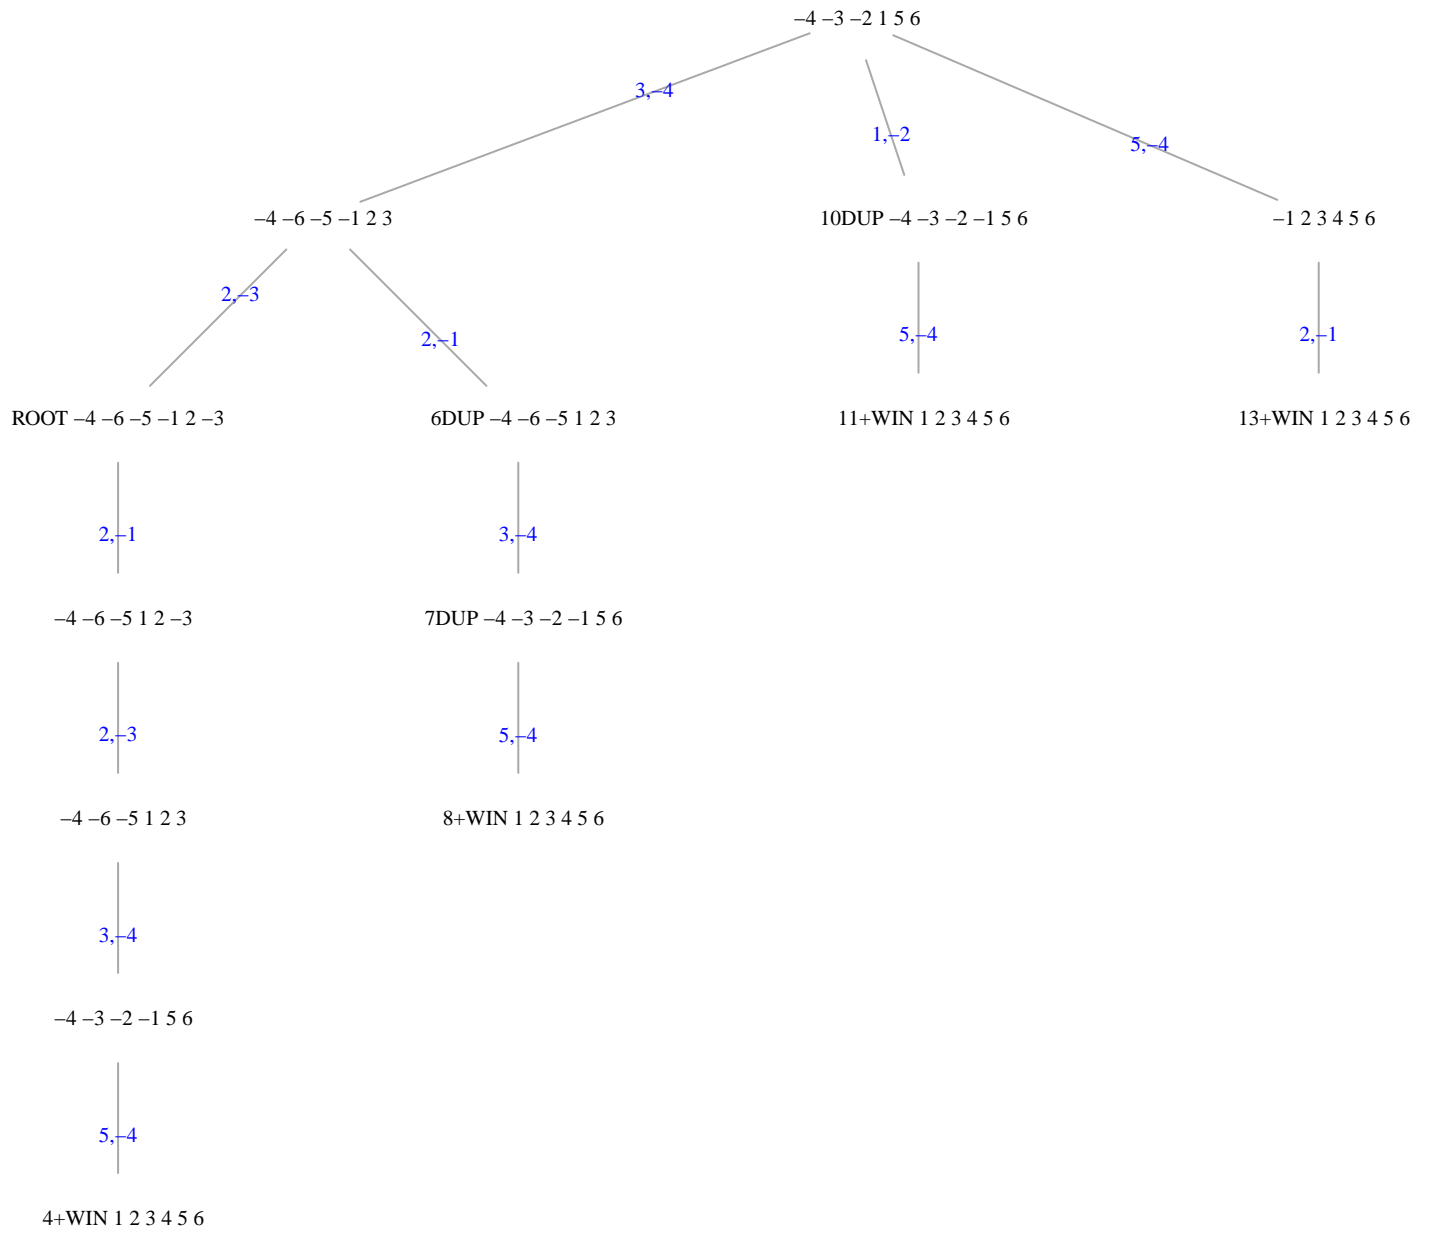 –4 –3 –2 1 5 6
3,–4
1,–2
5,–4
–4 –6 –5 –1 2 3
10DUP –4 –3 –2 –1 5 6
–1 2 3 4 5 6
2,–3
2,–1
5,–4
2,–1
ROOT –4 –6 –5 –1 2 –3
6DUP –4 –6 –5 1 2 3
11+WIN 1 2 3 4 5 6
13+WIN 1 2 3 4 5 6
2,–1
3,–4
–4 –6 –5 1 2 –3
7DUP –4 –3 –2 –1 5 6
2,–3
5,–4
–4 –6 –5 1 2 3
8+WIN 1 2 3 4 5 6
3,–4
–4 –3 –2 –1 5 6
5,–4
4+WIN 1 2 3 4 5 6